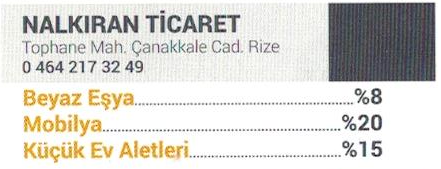 NALKIRAN TİCARET
Tophane Mah. Çanakkale Cad. Rize
0 464 217 32 49
Beyaz Eşya........................................................%8
Mobilya..............................................................%20
Küçük Ev Aletleri......................................%15